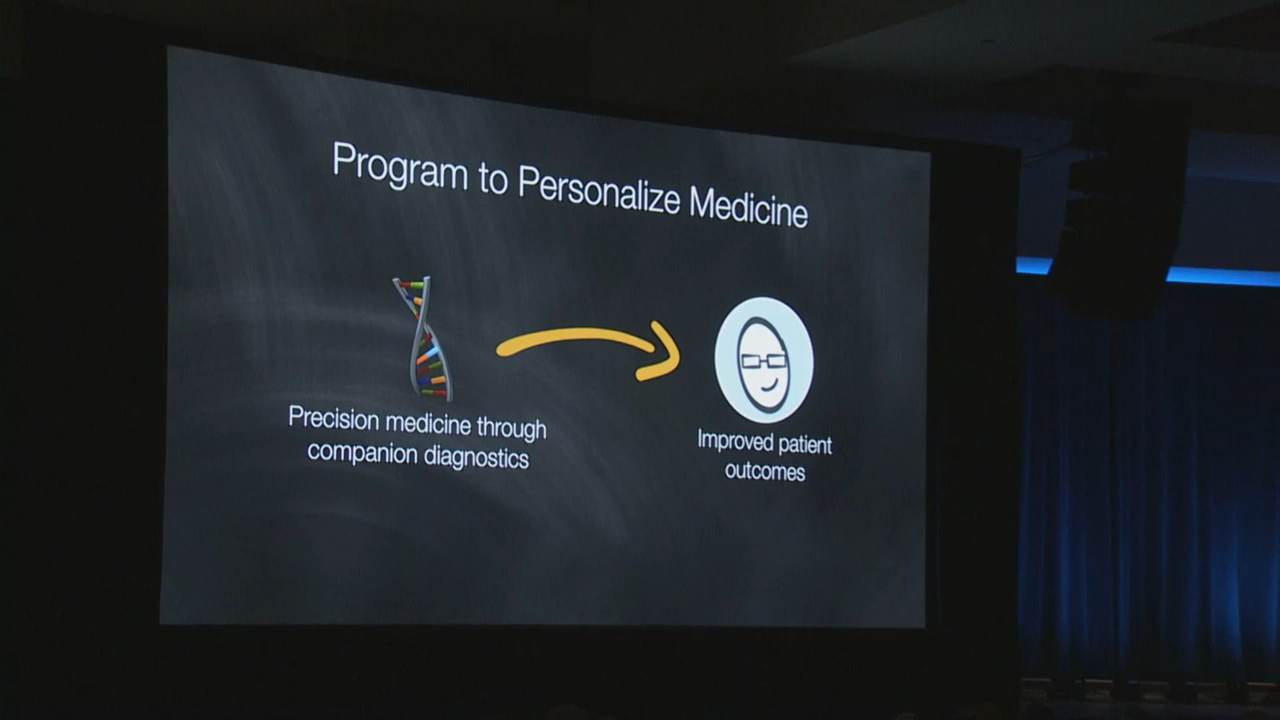 Program to Personalize Medicine
Precision medicine through
companion diagnostics
Improved patient
outcomes